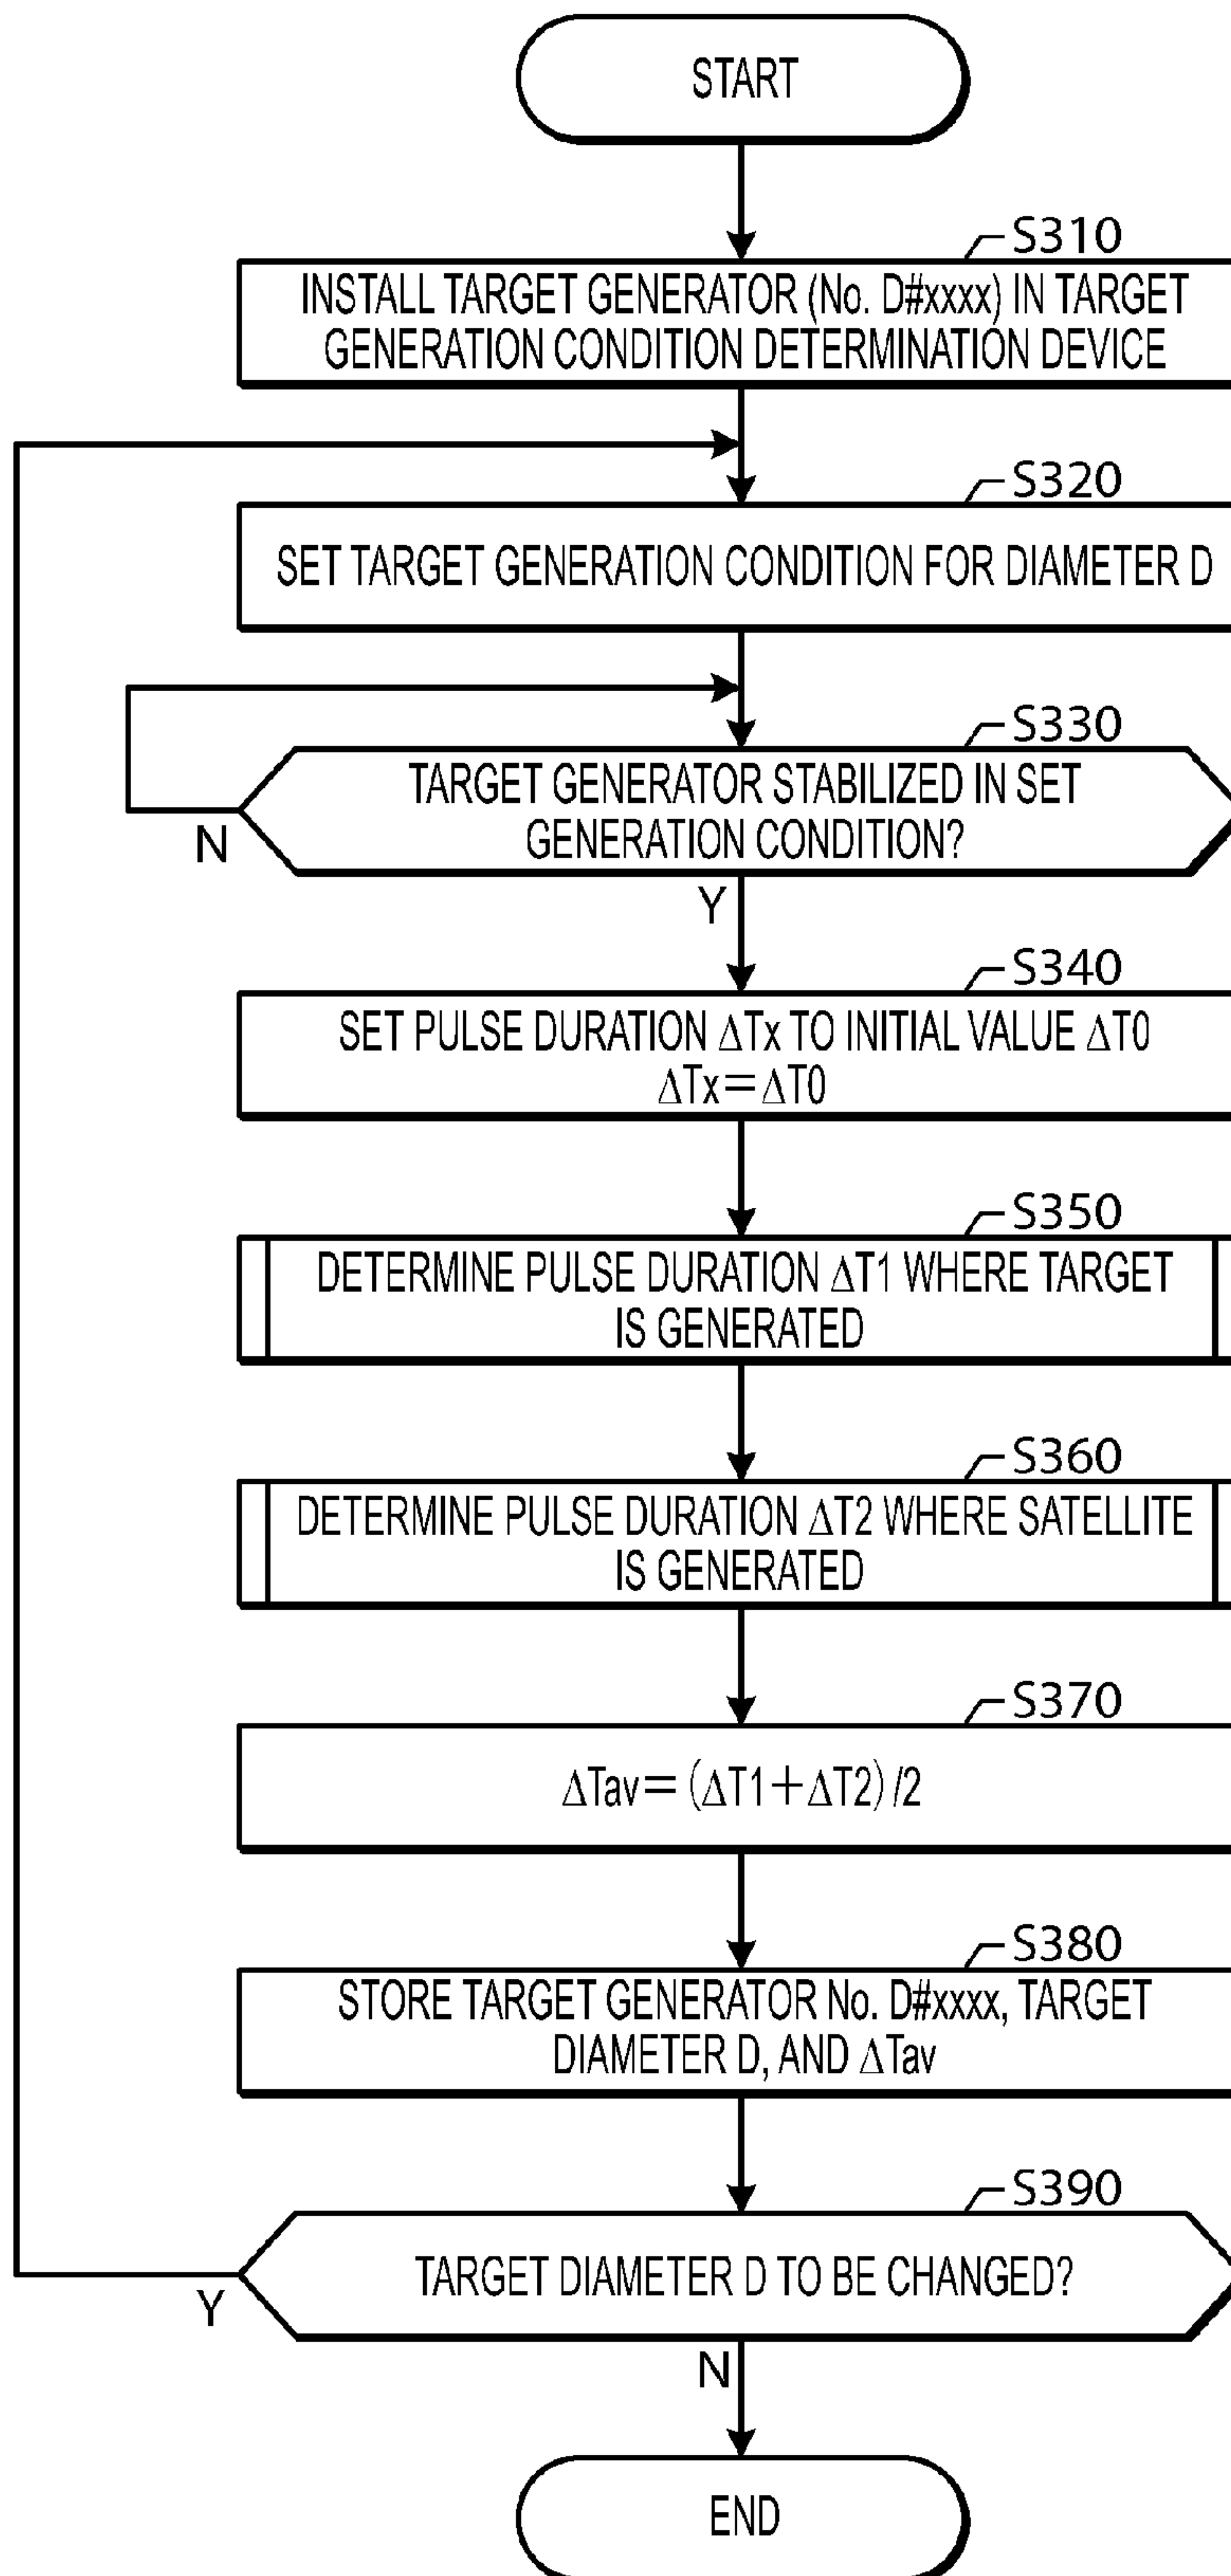 START
S310
INSTALL TARGET GENERATOR (No. D#xxxx) IN TARGET
GENERATION CONDITION DETERMINATION DEVICE
S320
SET TARGET GENERATION CONDITION FOR DIAMETER D
S330
TARGET GENERATOR STABILIZED IN SET
GENERATION CONDITION?
N
Y
S340
SET PULSE DURATION ΔTx TO INITIAL VALUE ΔT0
ΔTx=ΔT0
S350
DETERMINE PULSE DURATION ΔT1 WHERE TARGET
IS GENERATED
S360
DETERMINE PULSE DURATION ΔT2 WHERE SATELLITE
IS GENERATED
S370
ΔTav=(ΔT1+ΔT2)/2
S380
STORE TARGET GENERATOR No. D#xxxx, TARGET
DIAMETER D, AND ΔTav
S390
TARGET DIAMETER D TO BE CHANGED?
Y
N
END